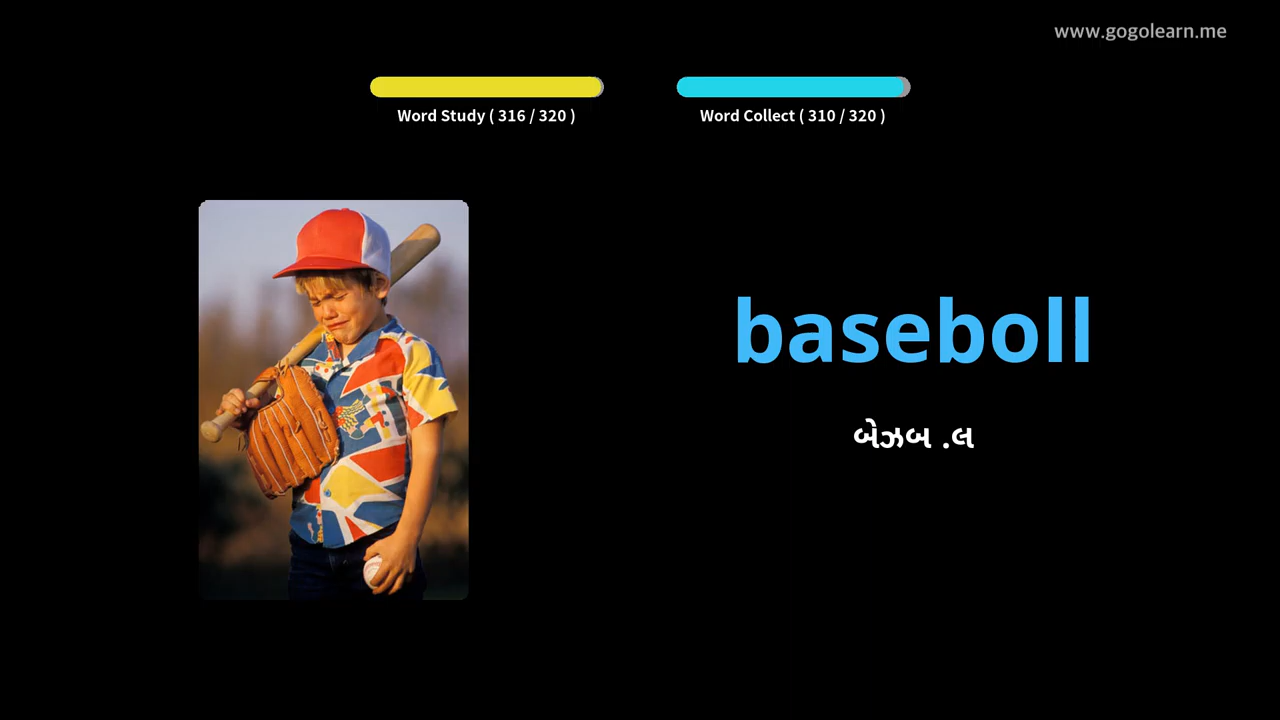 www.gogolearn.me
Word Study ( 316 / 320 )
Word Collect ( 310 / 320 )
baseboll
બેઝબ .લ